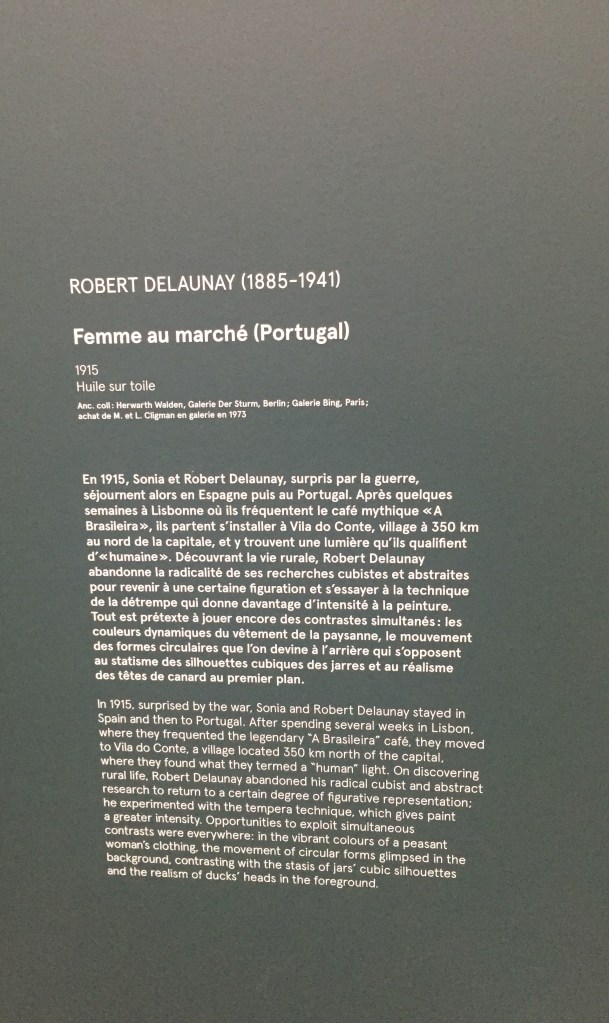 ROBERT DELAUNAY (1885-1941)
Femme au marché (Portugal)
1915
Huile sur toile
Anc. coll : Herwarth Walden, Galerie Der Sturm, Berlin ; Galerie Bing, Paris ;
achat de M. et L. Cligman en galerie en 1973
En 1915, Sonia et Robert Delaunay, surpris par la guerre,
séjournent alors en Espagne puis au Portugal. Après quelques
semaines à Lisbonne où ils fréquentent le café mythique « A
Brasileira », ils partent s'installer à Vila do Conte, village à 350 km
au nord de la capitale, et y trouvent une lumière qu'ils qualifient
d'« humaine ». Découvrant la vie rurale, Robert Delaunay
abandonne la radicalité de ses recherches cubistes et abstraites
pour revenir à une certaine figuration et s'essayer à la technique
de la détrempe qui donne davantage d'intensité à la peinture.
Tout est prétexte à jouer encore des contrastes simultanés : les
couleurs dynamiques du vêtement de la paysanne, le mouvement
des formes circulaires que l'on devine à l'arrière qui s'opposent
au statisme des silhouettes cubiques des jarres et au réalisme
des têtes de canard au premier plan.
In 1915, surprised by the war, Sonia and Robert Delaunay stayed in
Spain and then to Portugal. After spending several weeks in Lisbon,
where they frequented the legendary "A Brasileira" café, they moved
to Vila do Conte, a village located 350 km north of the capital,
where they found what they termed a "human" light. On discovering
rural life, Robert Delaunay abandoned his radical cubist and abstract
research to return to a certain degree of figurative representation;
he experimented with the tempera technique, which gives paint
a greater intensity. Opportunities to exploit simultaneous
contrasts were everywhere: in the vibrant colours of a peasant
woman's clothing, the movement of circular forms glimpsed in the
background, contrasting with the stasis of jars' cubic silhouettes
and the realism of ducks' heads in the foreground.